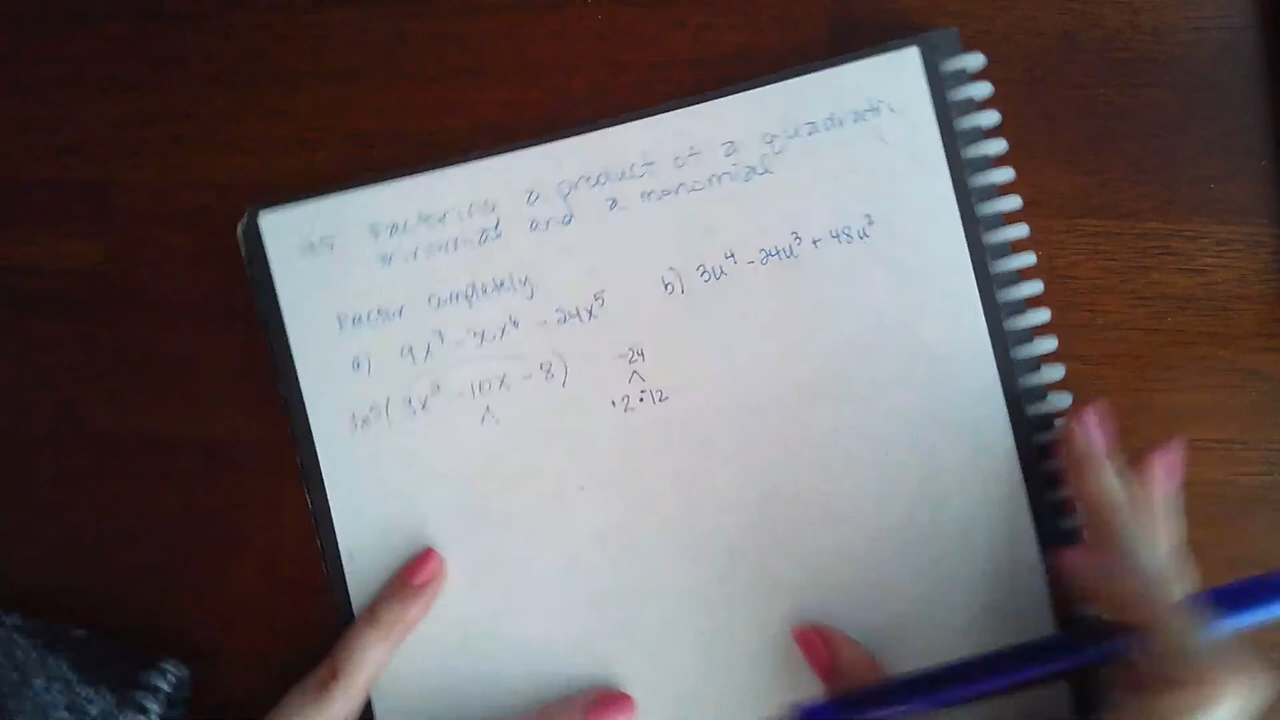 Factoring a product of a quadratic
trinomial and a monomial
Factor completely
a) 9x³ - 30x⁴ - 24x⁵
b) 3u⁴ - 24u³ + 48u²
3x³(3x² - 10x - 8)
-24
^
^
+2 · -12